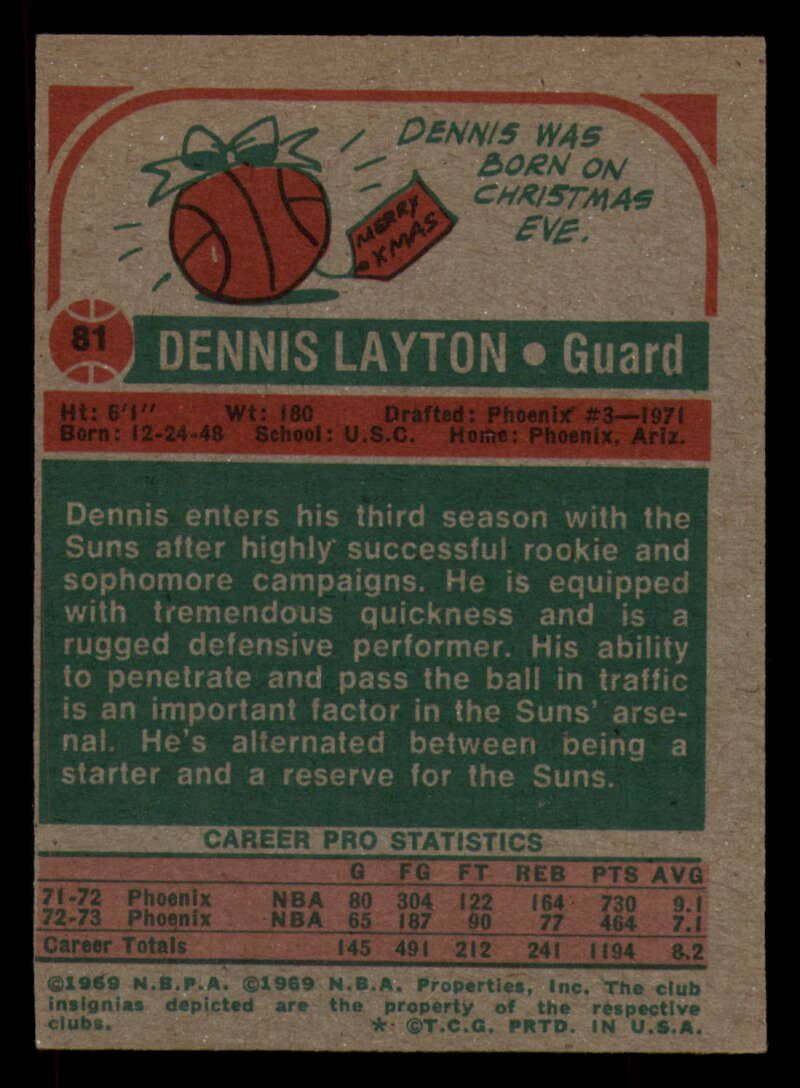 DENNIS WAS
BORN ON
CHRISTMAS
EVE.
MERRY
XMAS
81
DENNIS LAYTON • Guard
Ht: 6'1" Wt: 180 Drafted: Phoenix #3—1971
Born: 12-24-48 School: U.S.C. Home: Phoenix, Ariz.
Dennis enters his third season with the
Suns after highly successful rookie and
sophomore campaigns. He is equipped
with tremendous quickness and is a
rugged defensive performer. His ability
to penetrate and pass the ball in traffic
is an important factor in the Suns' arse-
nal. He's alternated between being a
starter and a reserve for the Suns.
CAREER PRO STATISTICS
G FG FT REB PTS AVG
71-72 Phoenix NBA 80 304 122 164 730 9.1
72-73 Phoenix NBA 65 187 90 77 464 7.1
Career Totals 145 491 212 241 1194 8.2
©1969 N.B.P.A. ©1969 N.B.A. Properties, Inc. The club
insignias depicted are the property of the respective
clubs. * ©T.C.G. PRTD. IN U.S.A.